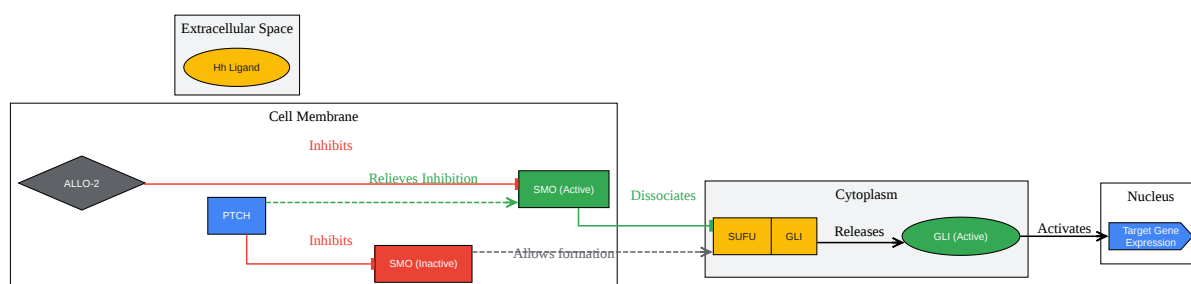 Extracellular Space
Hh Ligand
Cell Membrane
Inhibits
ALLO-2
Relieves Inhibition
SMO (Active)
PTCH
Inhibits
SMO (Inactive)
Allows formation
Dissociates
Cytoplasm
SUFU
GLI
Releases
GLI (Active)
Activates
Nucleus
Target Gene
Expression